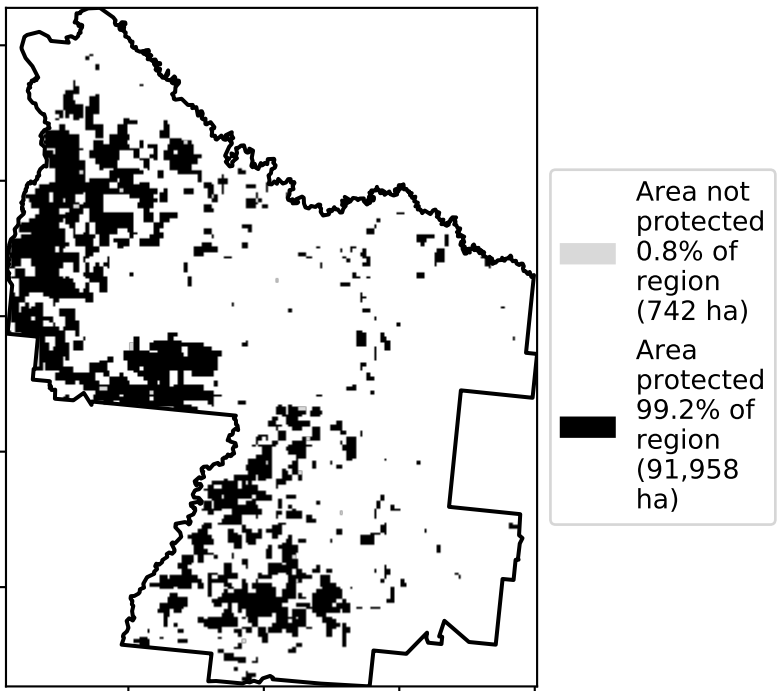 Area not
protected
0.8% of
region
(742 ha)
Area
protected
99.2% of
region
(91,958
ha)